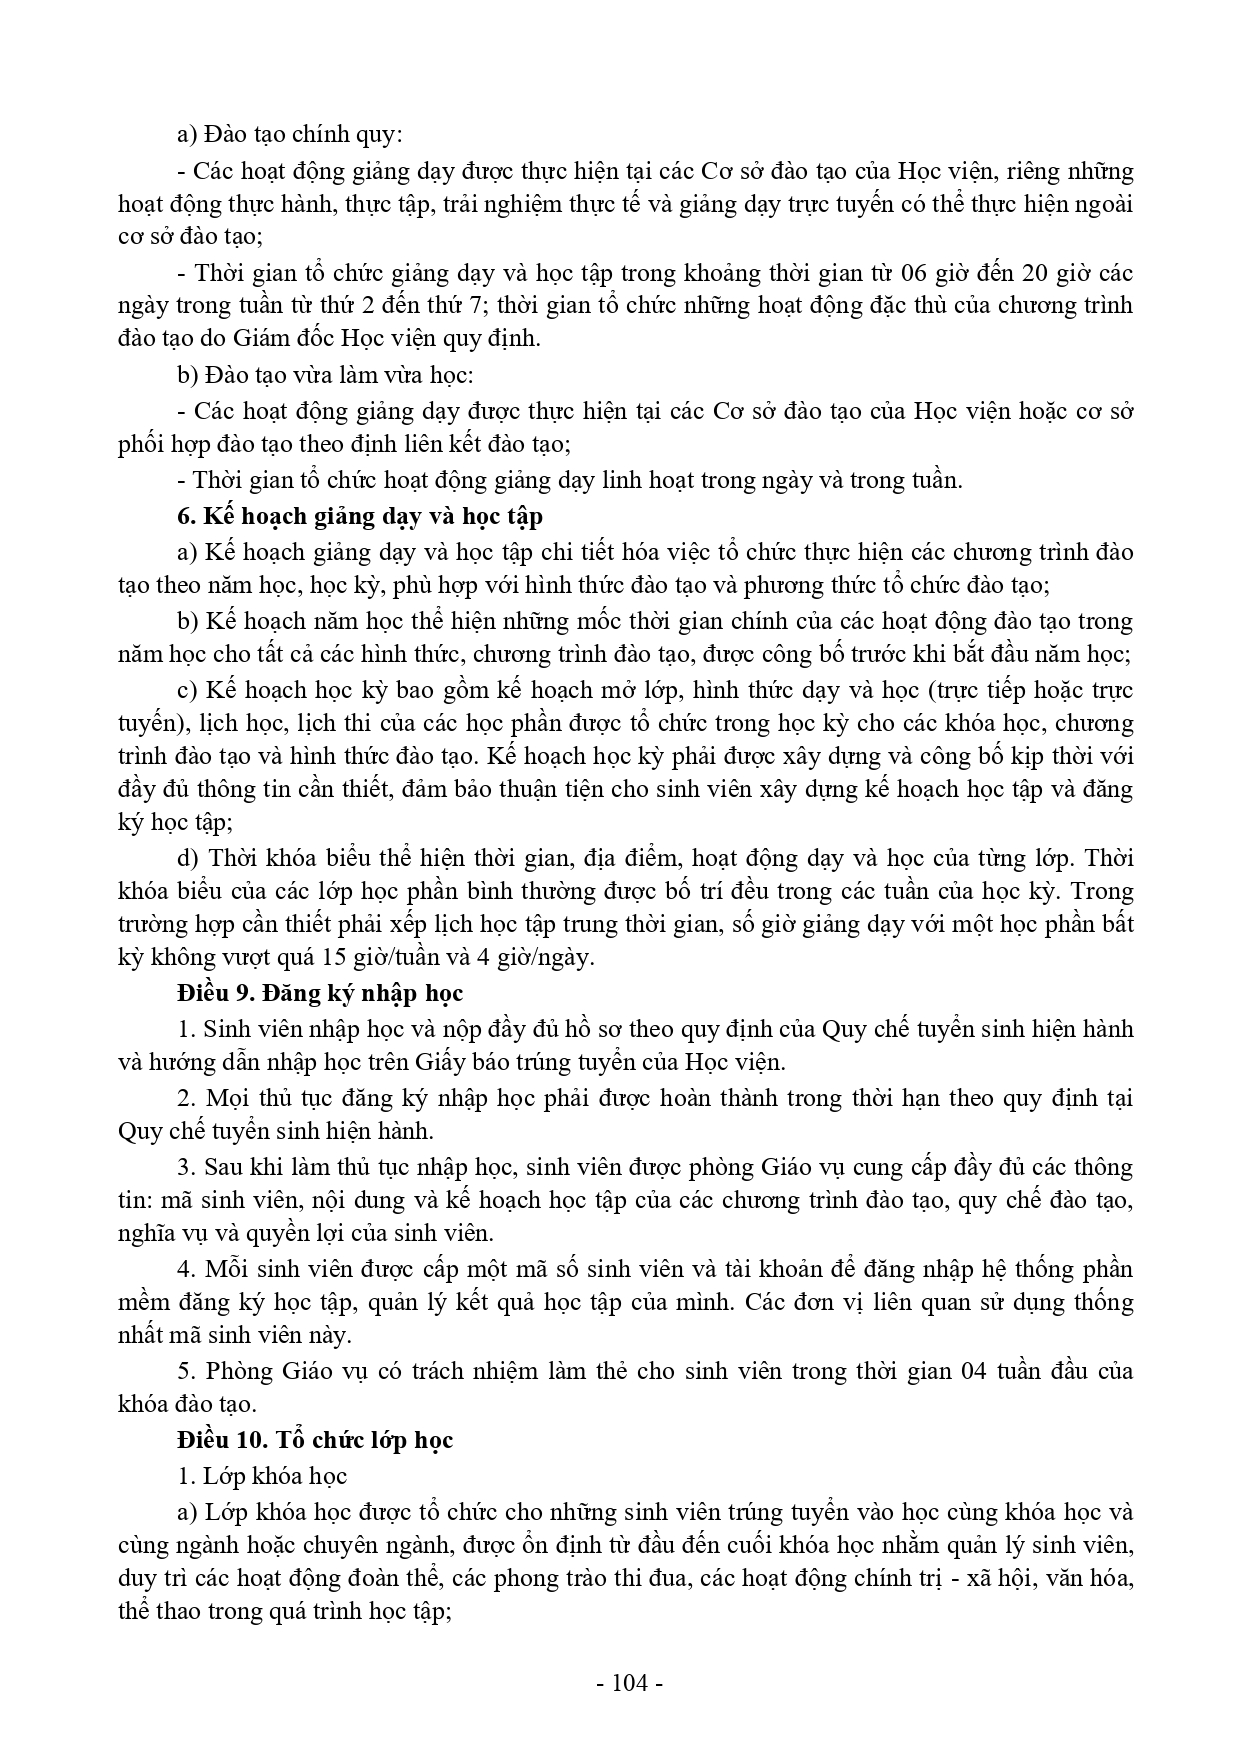 a) Đào tạo chính quy:
- Các hoạt động giảng dạy được thực hiện tại các Cơ sở đào tạo của Học viện, riêng những
hoạt động thực hành, thực tập, trải nghiệm thực tế và giảng dạy trực tuyến có thể thực hiện ngoài
cơ sở đào tạo;
- Thời gian tổ chức giảng dạy và học tập trong khoảng thời gian từ 06 giờ đến 20 giờ các
ngày trong tuần từ thứ 2 đến thứ 7; thời gian tổ chức những hoạt động đặc thù của chương trình
đào tạo do Giám đốc Học viện quy định.
b) Đào tạo vừa làm vừa học:
- Các hoạt động giảng dạy được thực hiện tại các Cơ sở đào tạo của Học viện hoặc cơ sở
phối hợp đào tạo theo định liên kết đào tạo;
- Thời gian tổ chức hoạt động giảng dạy linh hoạt trong ngày và trong tuần.
6. Kế hoạch giảng dạy và học tập
a) Kế hoạch giảng dạy và học tập chi tiết hóa việc tổ chức thực hiện các chương trình đào
tạo theo năm học, học kỳ, phù hợp với hình thức đào tạo và phương thức tổ chức đào tạo;
b) Kế hoạch năm học thể hiện những mốc thời gian chính của các hoạt động đào tạo trong
năm học cho tất cả các hình thức, chương trình đào tạo, được công bố trước khi bắt đầu năm học;
c) Kế hoạch học kỳ bao gồm kế hoạch mở lớp, hình thức dạy và học (trực tiếp hoặc trực
tuyến), lịch học, lịch thi của các học phần được tổ chức trong học kỳ cho các khóa học, chương
trình đào tạo và hình thức đào tạo. Kế hoạch học kỳ phải được xây dựng và công bố kịp thời với
đầy đủ thông tin cần thiết, đảm bảo thuận tiện cho sinh viên xây dựng kế hoạch học tập và đăng
ký học tập;
d) Thời khóa biểu thể hiện thời gian, địa điểm, hoạt động dạy và học của từng lớp. Thời
khóa biểu của các lớp học phần bình thường được bố trí đều trong các tuần của học kỳ. Trong
trường hợp cần thiết phải xếp lịch học tập trung thời gian, số giờ giảng dạy với một học phần bất
kỳ không vượt quá 15 giờ/tuần và 4 giờ/ngày.
Điều 9. Đăng ký nhập học
1. Sinh viên nhập học và nộp đầy đủ hồ sơ theo quy định của Quy chế tuyển sinh hiện hành
và hướng dẫn nhập học trên Giấy báo trúng tuyển của Học viện.
2. Mọi thủ tục đăng ký nhập học phải được hoàn thành trong thời hạn theo quy định tại
Quy chế tuyển sinh hiện hành.
3. Sau khi làm thủ tục nhập học, sinh viên được phòng Giáo vụ cung cấp đầy đủ các thông
tin: mã sinh viên, nội dung và kế hoạch học tập của các chương trình đào tạo, quy chế đào tạo,
nghĩa vụ và quyền lợi của sinh viên.
4. Mỗi sinh viên được cấp một mã số sinh viên và tài khoản để đăng nhập hệ thống phần
mềm đăng ký học tập, quản lý kết quả học tập của mình. Các đơn vị liên quan sử dụng thống
nhất mã sinh viên này.
5. Phòng Giáo vụ có trách nhiệm làm thẻ cho sinh viên trong thời gian 04 tuần đầu của
khóa đào tạo.
Điều 10. Tổ chức lớp học
1. Lớp khóa học
a) Lớp khóa học được tổ chức cho những sinh viên trúng tuyển vào học cùng khóa học và
cùng ngành hoặc chuyên ngành, được ổn định từ đầu đến cuối khóa học nhằm quản lý sinh viên,
duy trì các hoạt động đoàn thể, các phong trào thi đua, các hoạt động chính trị - xã hội, văn hóa,
thể thao trong quá trình học tập;
- 104 -